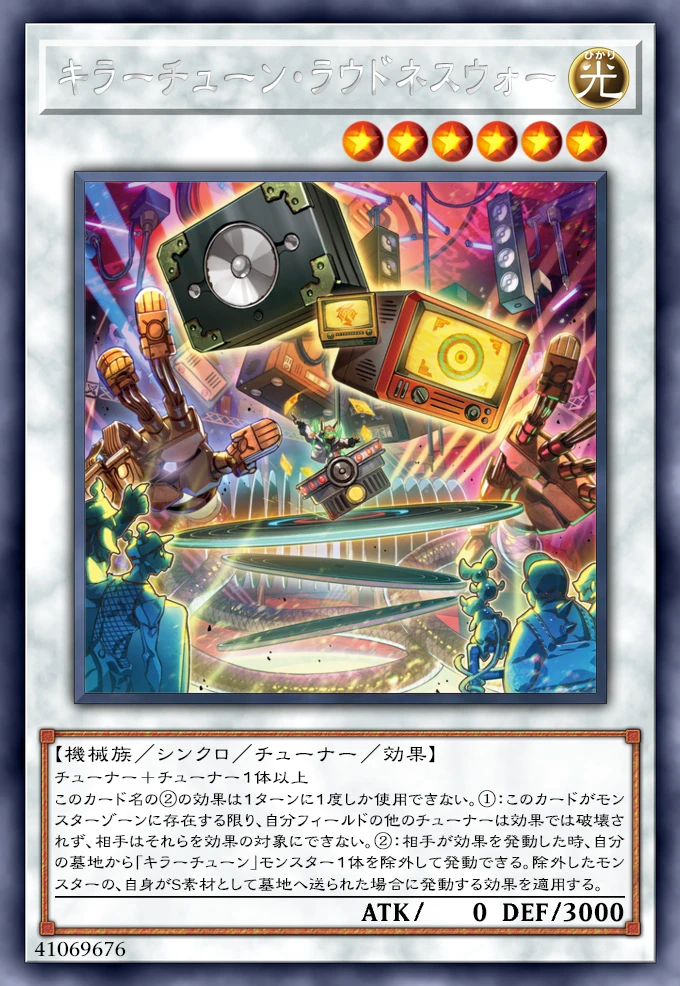 キラーチューン・ラウドネスウォー
ひかり
光
【機械族／シンクロ／チューナー／効果】
チューナー＋チューナー１体以上
このカード名の②の効果は１ターンに１度しか使用できない。①：このカードがモン
スターゾーンに存在する限り、自分フィールドの他のチューナーは効果では破壊さ
れず、相手はそれらを効果の対象にできない。②：相手が効果を発動した時、自分
の墓地から「キラーチューン」モンスター１体を除外して発動できる。除外したモン
スターの、自身がS素材として墓地へ送られた場合に発動する効果を適用する。
ATK/ 0 DEF/3000
41069676